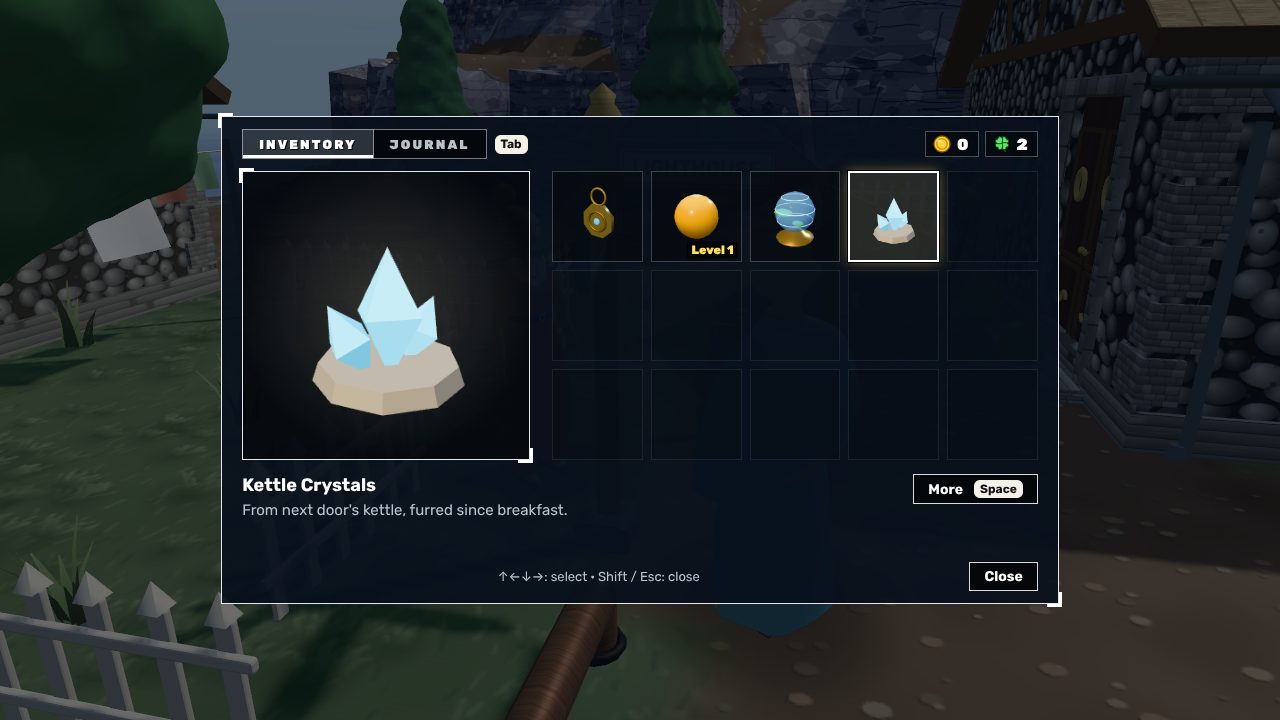 INVENTORY JOURNAL Tab
0 2
LIGHTHOUSE
Level 1
Kettle Crystals
From next door's kettle, furred since breakfast.
More Space
↑←↓→: select • Shift / Esc: close
Close